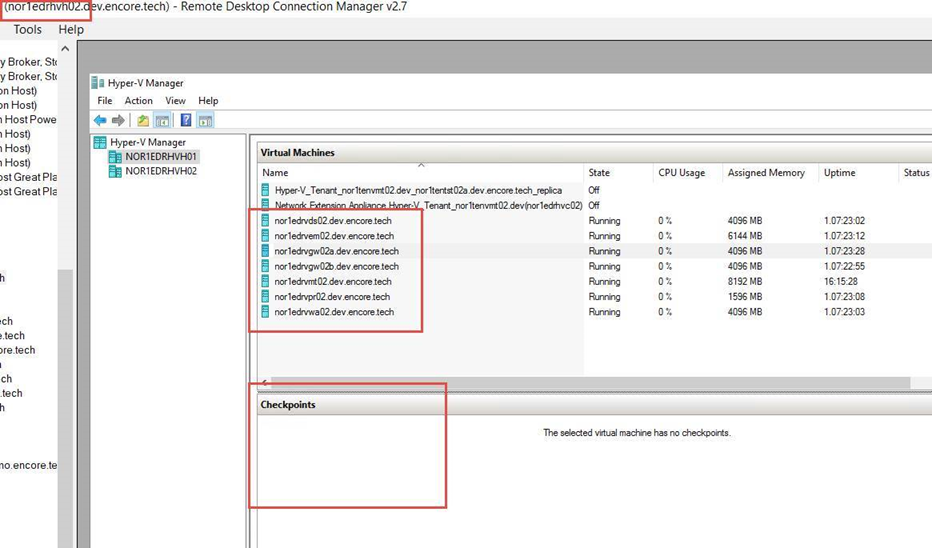 (nor1edrhvh02.dev.encore.tech) - Remote Desktop Connection Manager v2.7
Tools Help
y Broker, Sto
y Broker, Sto
on Host)
on Host)
n Host Powe
n Host)
n Host)
n Host)
ost Great Pla
ost Great Pla
h
ech
e.tech
ore.tech
h
ch
.tech
h
no.encore.te
Hyper-V Manager
File Action View Help
Hyper-V Manager
NOR1EDRHVH01
NOR1EDRHVH02
Virtual Machines
Name State CPU Usage Assigned Memory Uptime Status
Hyper-V_Tenant_nor1tenvmt02.dev_nor1tentst02a.dev.encore.tech_replica Off
Network Extension Appliance Hyper-V_Tenant_nor1tenvmt02.dev(nor1edrhvc02) Off
nor1edrvds02.dev.encore.tech Running 0 % 4096 MB 1.07:23:02
nor1edrvem02.dev.encore.tech Running 0 % 6144 MB 1.07:23:12
nor1edrvgw02a.dev.encore.tech Running 0 % 4096 MB 1.07:23:28
nor1edrvgw02b.dev.encore.tech Running 0 % 4096 MB 1.07:22:55
nor1edrvmt02.dev.encore.tech Running 0 % 8192 MB 16:15:28
nor1edrvpr02.dev.encore.tech Running 0 % 1596 MB 1.07:23:08
nor1edrvwa02.dev.encore.tech Running 0 % 4096 MB 1.07:23:03
Checkpoints
The selected virtual machine has no checkpoints.